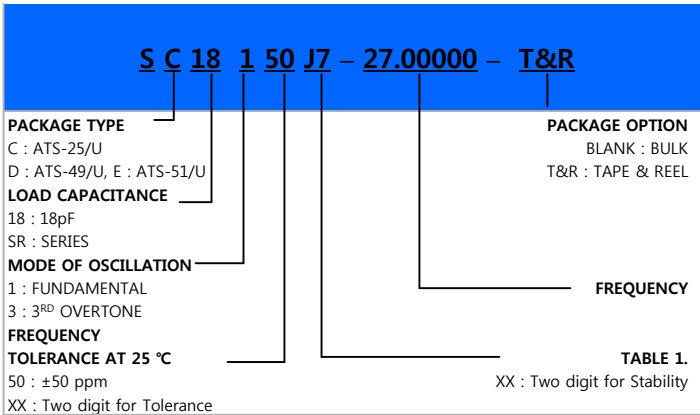 S C 18 1 50 J7 – 27.00000 – T&R
PACKAGE TYPE
C : ATS-25/U
D : ATS-49/U, E : ATS-51/U
LOAD CAPACITANCE
18 : 18pF
SR : SERIES
MODE OF OSCILLATION
1 : FUNDAMENTAL
3 : 3RD OVERTONE
FREQUENCY
TOLERANCE AT 25 ℃
50 : ±50 ppm
XX : Two digit for Tolerance
PACKAGE OPTION
BLANK : BULK
T&R : TAPE & REEL
FREQUENCY
TABLE 1.
XX : Two digit for Stability